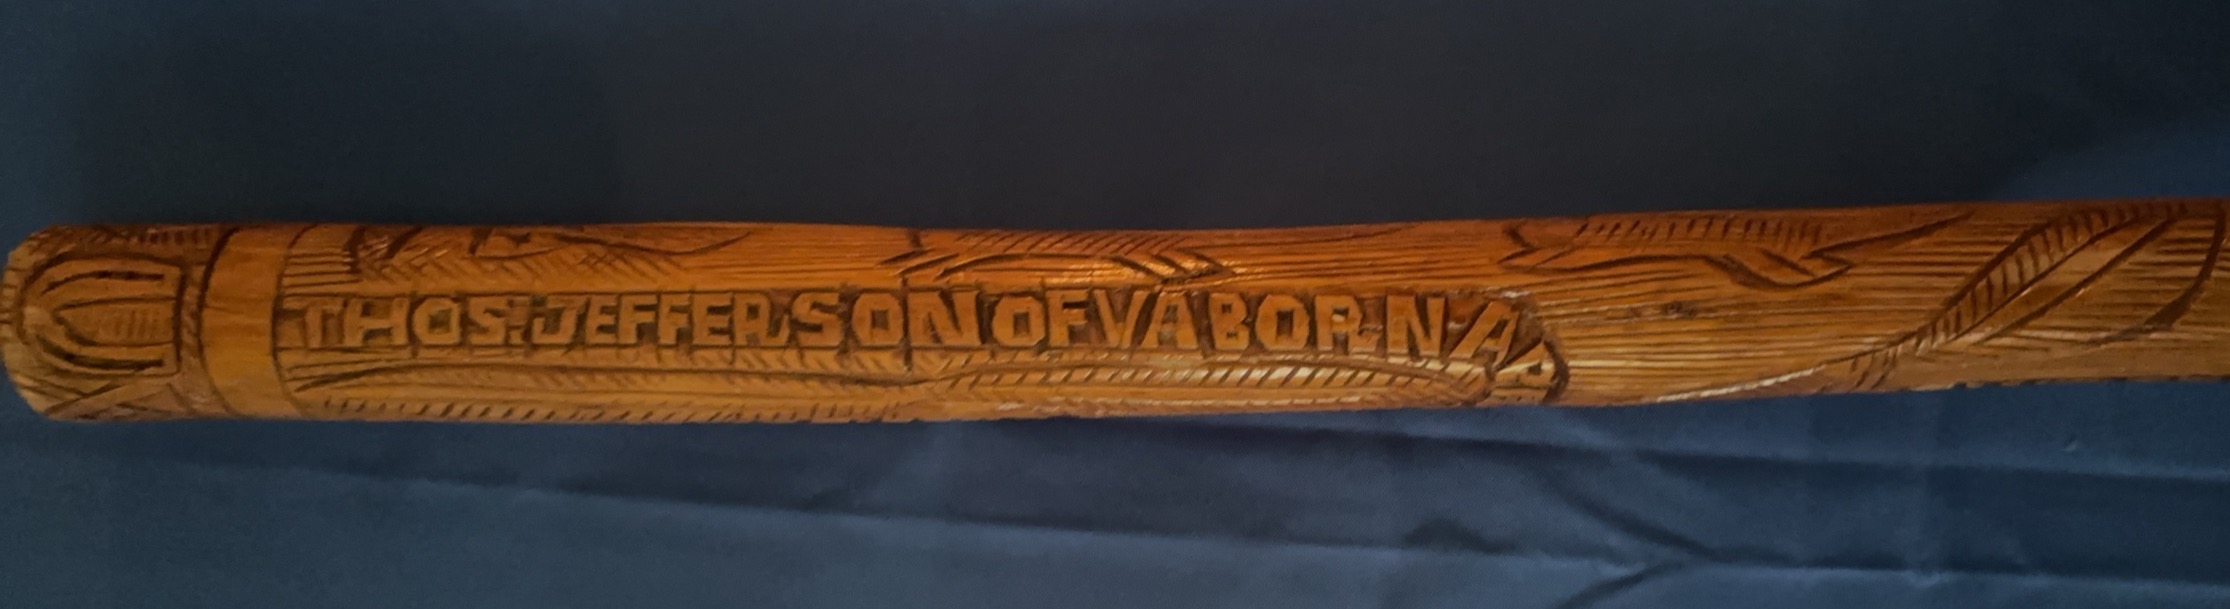 THOS. JEFFERSON OF VA BORN A